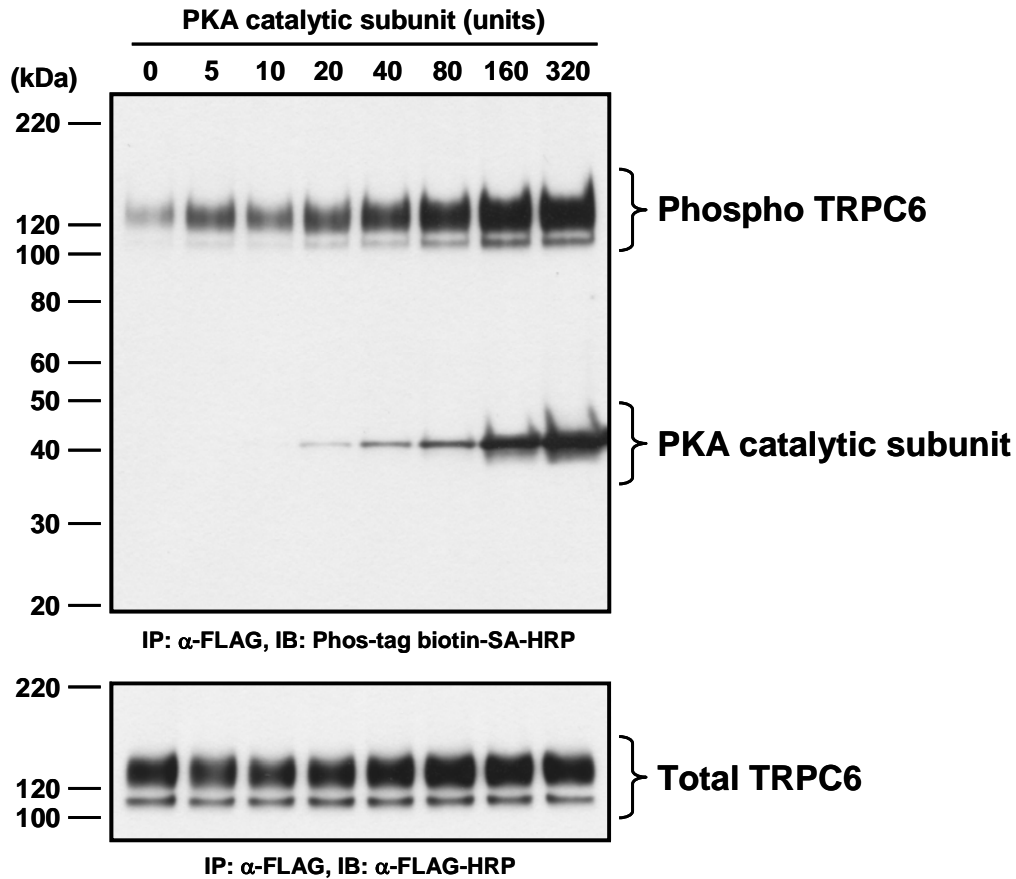 PKA catalytic subunit (units)
(kDa) 0 5 10 20 40 80 160 320
220
120
100
80
60
50
40
30
20
Phospho TRPC6
PKA catalytic subunit
IP: α-FLAG, IB: Phos-tag biotin-SA-HRP
220
120
100
Total TRPC6
IP: α-FLAG, IB: α-FLAG-HRP